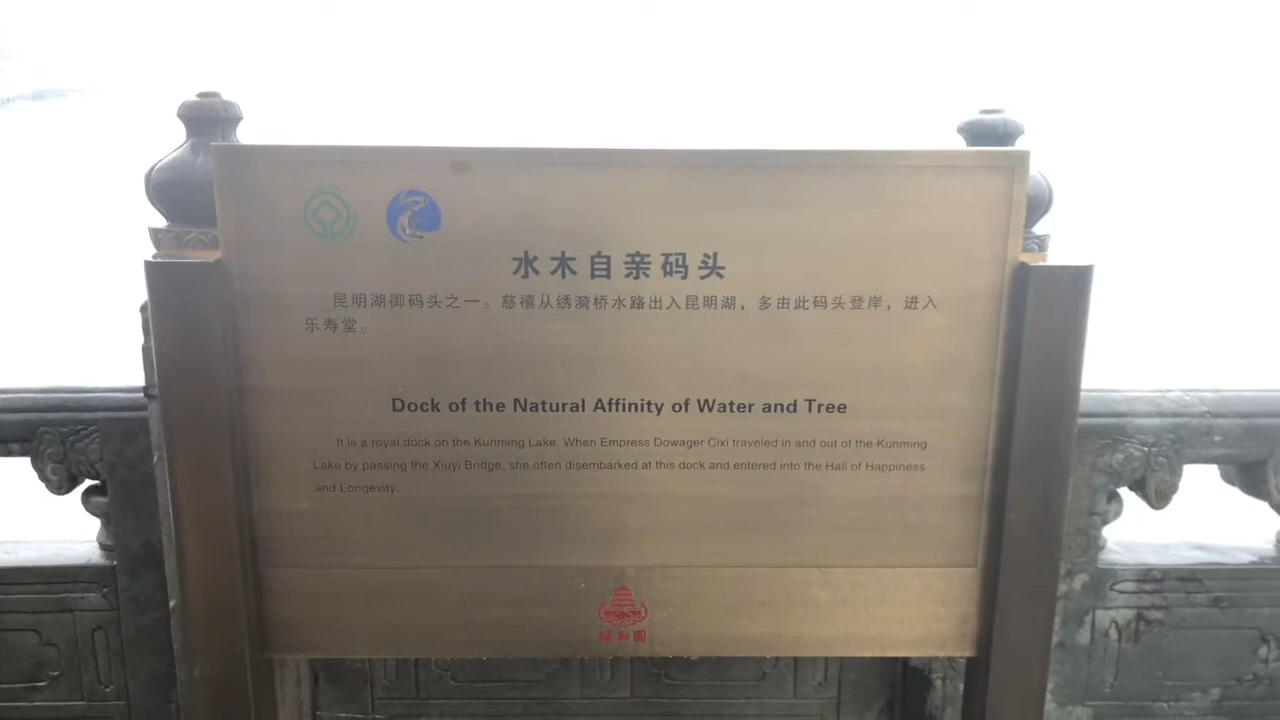 水木自亲码头
昆明湖御码头之一。慈禧从绣漪桥水路出入昆明湖，多由此码头登岸，进入
乐寿堂。
Dock of the Natural Affinity of Water and Tree
It is a royal dock on the Kunming Lake. When Empress Dowager Cixi traveled in and out of the Kunming
Lake by passing the Xiuyi Bridge, she often disembarked at this dock and entered into the Hall of Happiness
and Longevity.
頤和園